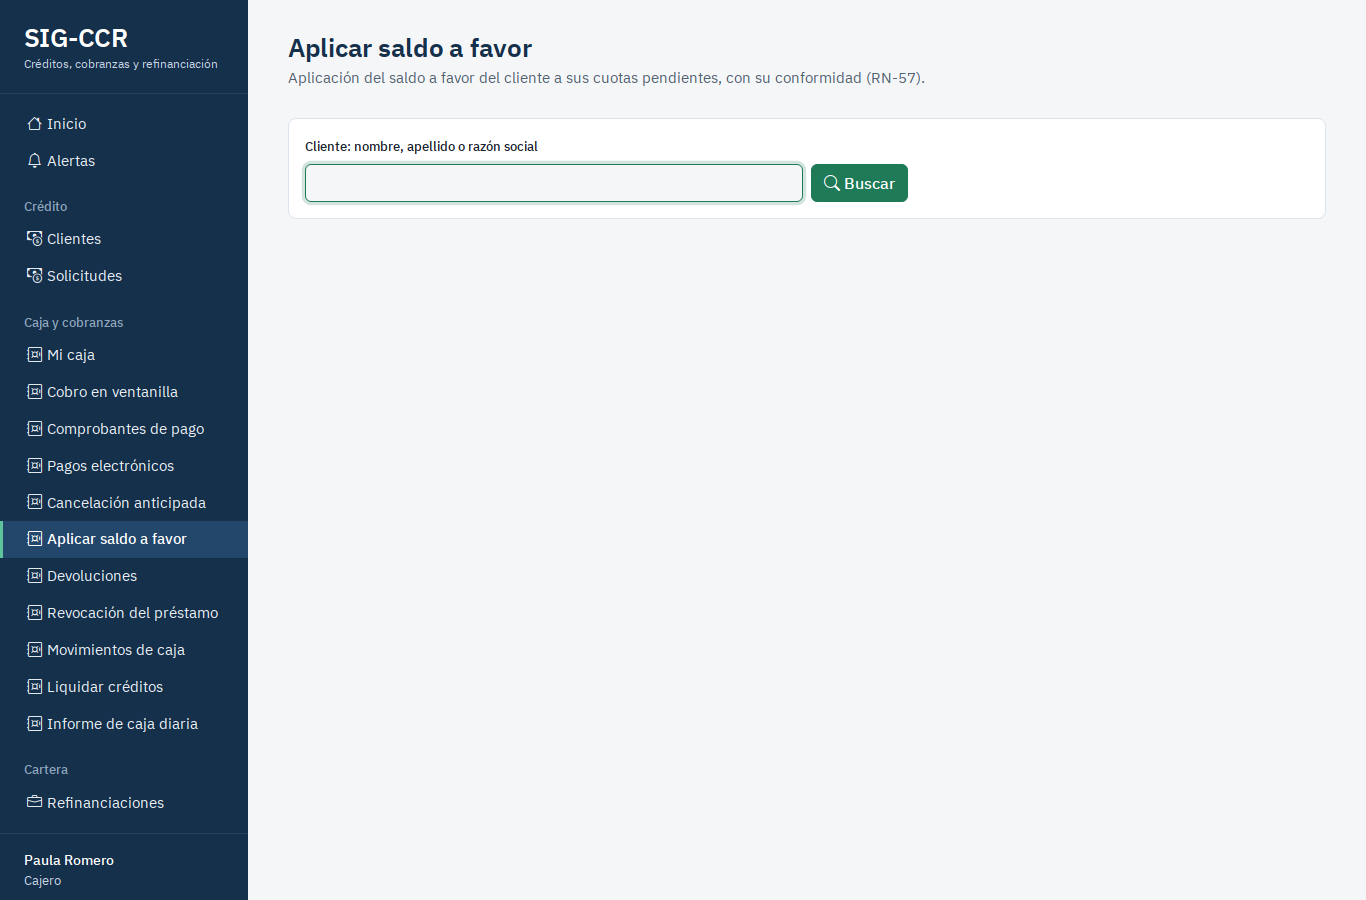 SIG-CCR
Créditos, cobranzas y refinanciación
Inicio
Alertas
Crédito
Clientes
Solicitudes
Caja y cobranzas
Mi caja
Cobro en ventanilla
Comprobantes de pago
Pagos electrónicos
Cancelación anticipada
Aplicar saldo a favor
Devoluciones
Revocación del préstamo
Movimientos de caja
Liquidar créditos
Informe de caja diaria
Cartera
Refinanciaciones
Paula Romero
Cajero
Aplicar saldo a favor
Aplicación del saldo a favor del cliente a sus cuotas pendientes, con su conformidad (RN-57).
Cliente: nombre, apellido o razón social
Buscar